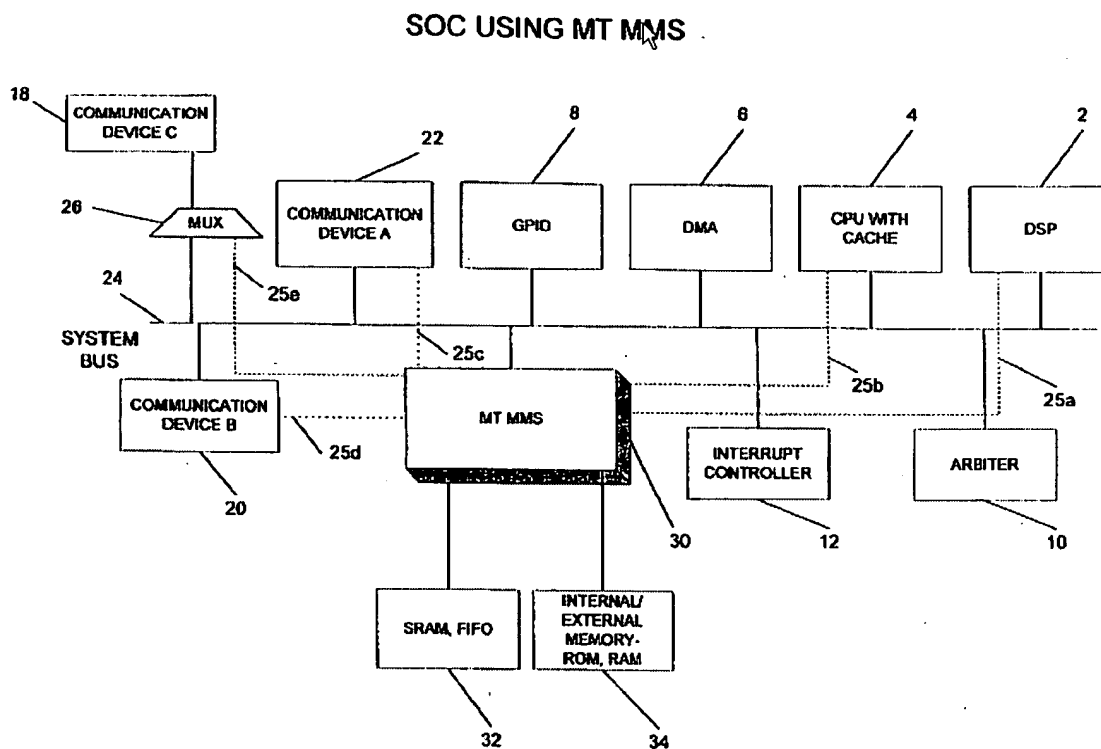 SOC USING MT MMS
18
COMMUNICATION
DEVICE C
22
8
6
4
2
26
MUX
COMMUNICATION
DEVICE A
GPIO
DMA
CPU WITH
CACHE
DSP
24
25e
SYSTEM
BUS
25c
25b
25a
COMMUNICATION
DEVICE B
MT MMS
25d
INTERRUPT
CONTROLLER
ARBITER
20
30
12
10
SRAM, FIFO
INTERNAL/
EXTERNAL
MEMORY-
ROM, RAM
32
34